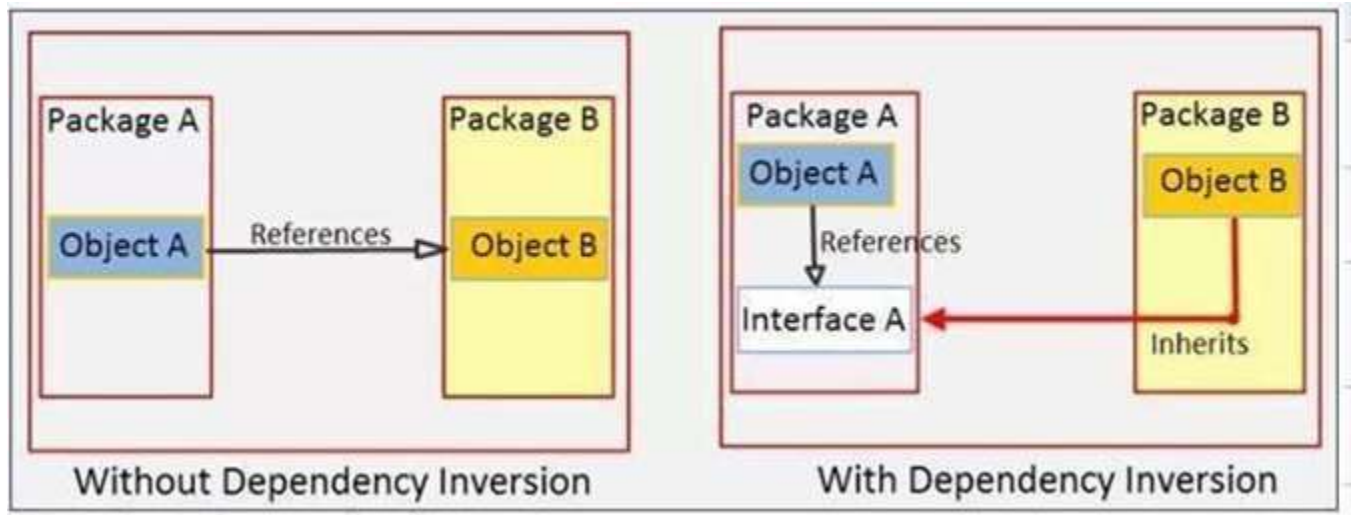 Package A
Object A
References
Package B
Object B
Without Dependency Inversion
Package A
Object A
References
Interface A
Package B
Object B
Inherits
With Dependency Inversion